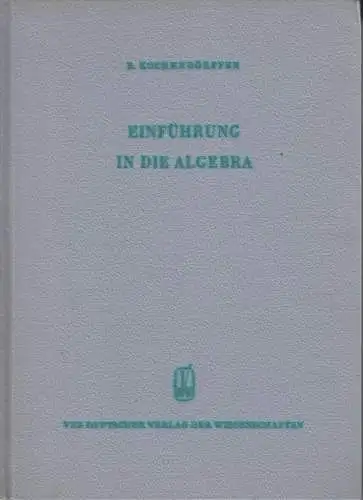 R. KOCHENDÖRFFER
EINFÜHRUNG
IN DIE ALGEBRA
VEB DEUTSCHER VERLAG DER WISSENSCHAFTEN